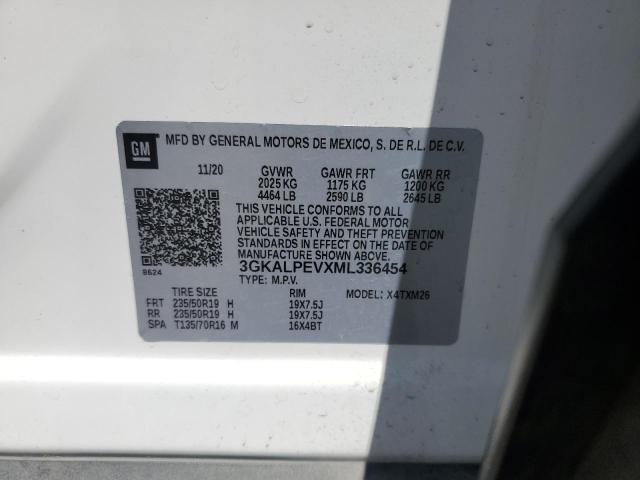 GM
MFD BY GENERAL MOTORS DE MEXICO, S. DE R.L. DE C.V.
11/20 GVWR GAWR FRT GAWR RR
2025 KG 1175 KG 1200 KG
4464 LB 2590 LB 2645 LB
THIS VEHICLE CONFORMS TO ALL
APPLICABLE U.S. FEDERAL MOTOR
VEHICLE SAFETY AND THEFT PREVENTION
STANDARDS IN EFFECT ON THE DATE OF
MANUFACTURE SHOWN ABOVE.
3GKALPEVXML336454
8624
TYPE: M.P.V.
TIRE SIZE RIM MODEL: X4TXM26
FRT 235/50R19 H 19X7.5J
RR 235/50R19 H 19X7.5J
SPA T135/70R16 M 16X4BT